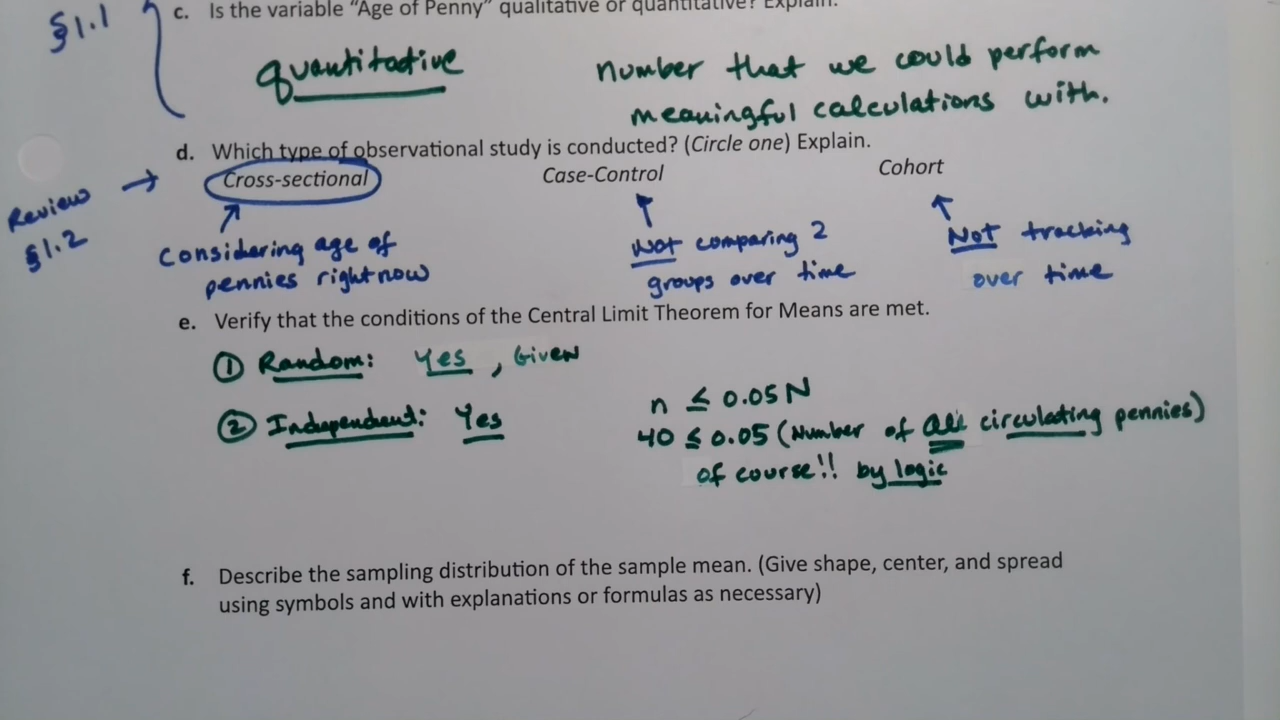 §1.1
c. Is the variable “Age of Penny” qualitative or quantitative? Explain.
quantitative
number that we could perform
meaningful calculations with.
d. Which type of observational study is conducted? (Circle one) Explain.
Review →
§1.2
Cross-sectional
Case-Control
Cohort
Considering age of
pennies right now
Not comparing 2
groups over time
Not tracking
over time
e. Verify that the conditions of the Central Limit Theorem for Means are met.
① Random: Yes, Given
② Independent: Yes
n ≤ 0.05N
40 ≤ 0.05 (Number of all circulating pennies)
of course!! by logic
f. Describe the sampling distribution of the sample mean. (Give shape, center, and spread
using symbols and with explanations or formulas as necessary)